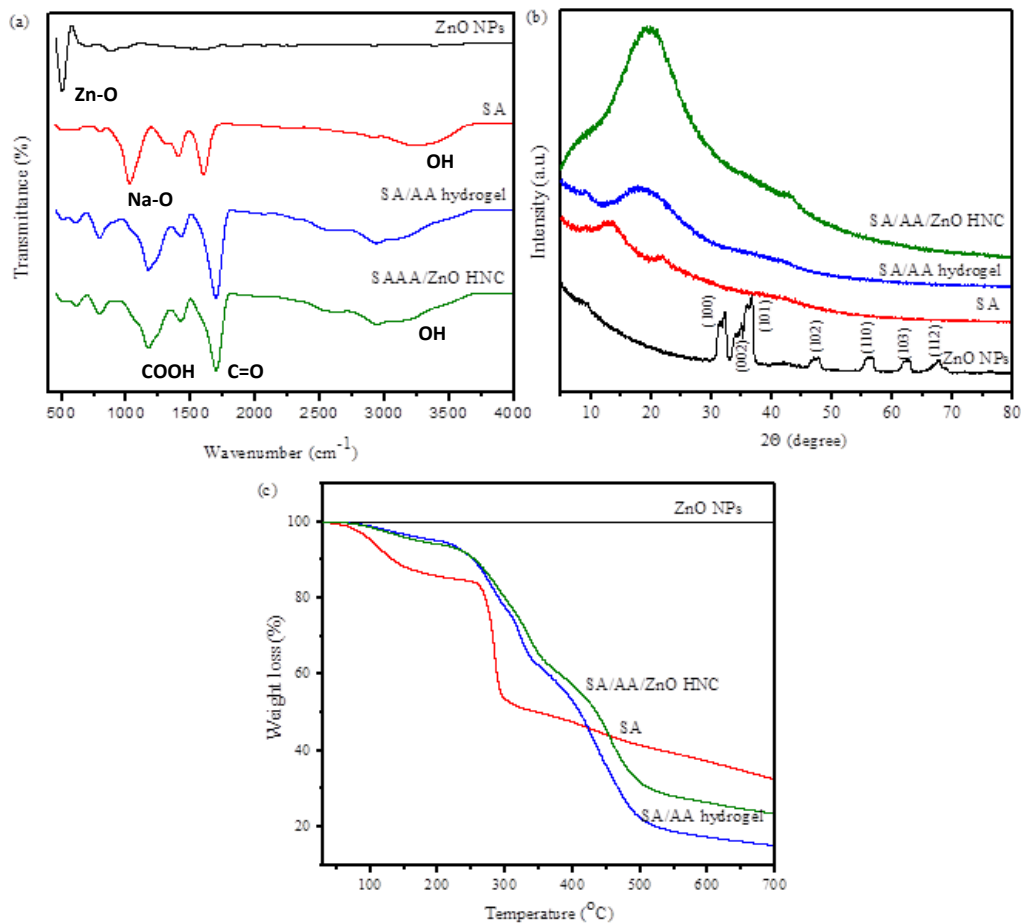 (a)
ZnO NPs
Zn-O
SA
OH
Na-O
SA/AA hydrogel
SAAA/ZnO HNC
OH
COOH C=O
Transmittance (%)
500 1000 1500 2000 2500 3000 3500 4000
Wavenumber (cm-1)
(b)
SA/AA/ZnO HNC
SA/AA hydrogel
SA
(100)
(002)
(101)
(102)
(110)
(103)
(112)
ZnO NPs
Intensity (a.u.)
10 20 30 40 50 60 70 80
2Θ (degree)
(c)
ZnO NPs
100
80
60
40
20
SA/AA/ZnO HNC
SA
SA/AA hydrogel
Weight loss (%)
100 200 300 400 500 600 700
Temperature (OC)